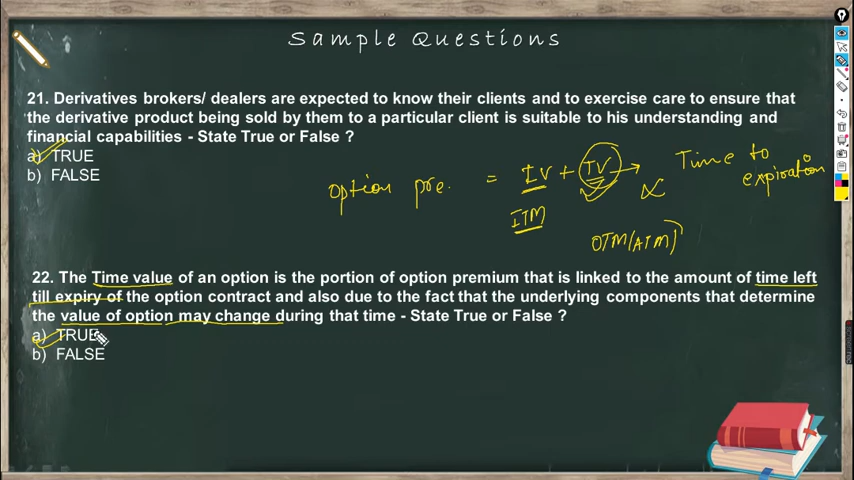 Sample Questions
21. Derivatives brokers/ dealers are expected to know their clients and to exercise care to ensure that
the derivative product being sold by them to a particular client is suitable to his understanding and
financial capabilities - State True or False ?
a) TRUE
b) FALSE
Option pre. = IV + TV → ∝ Time to
expiration
ITM
OTM(ATM)
22. The Time value of an option is the portion of option premium that is linked to the amount of time left
till expiry of the option contract and also due to the fact that the underlying components that determine
the value of option may change during that time - State True or False ?
a) TRUE
b) FALSE